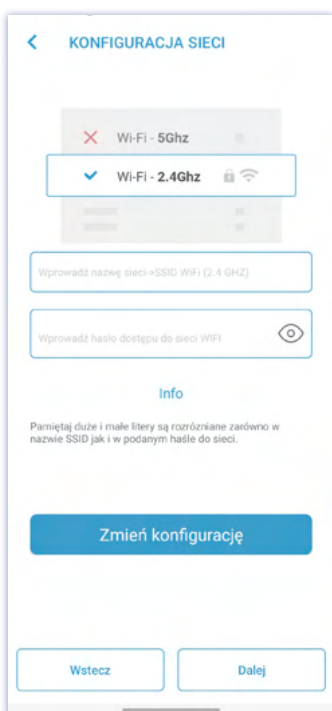 KONFIGURACJA SIECI
Wi-Fi - 5Ghz
Wi-Fi - 2.4Ghz
Wprowadź nazwę sieci->SSID WiFi (2.4 GHZ)
Wprowadź hasło dostępu do sieci WIFI
Info
Pamiętaj duże i małe litery są rozróżniane zarówno w
nazwie SSID jak i w podanym haśle do sieci.
Zmień konfigurację
Wstecz
Dalej